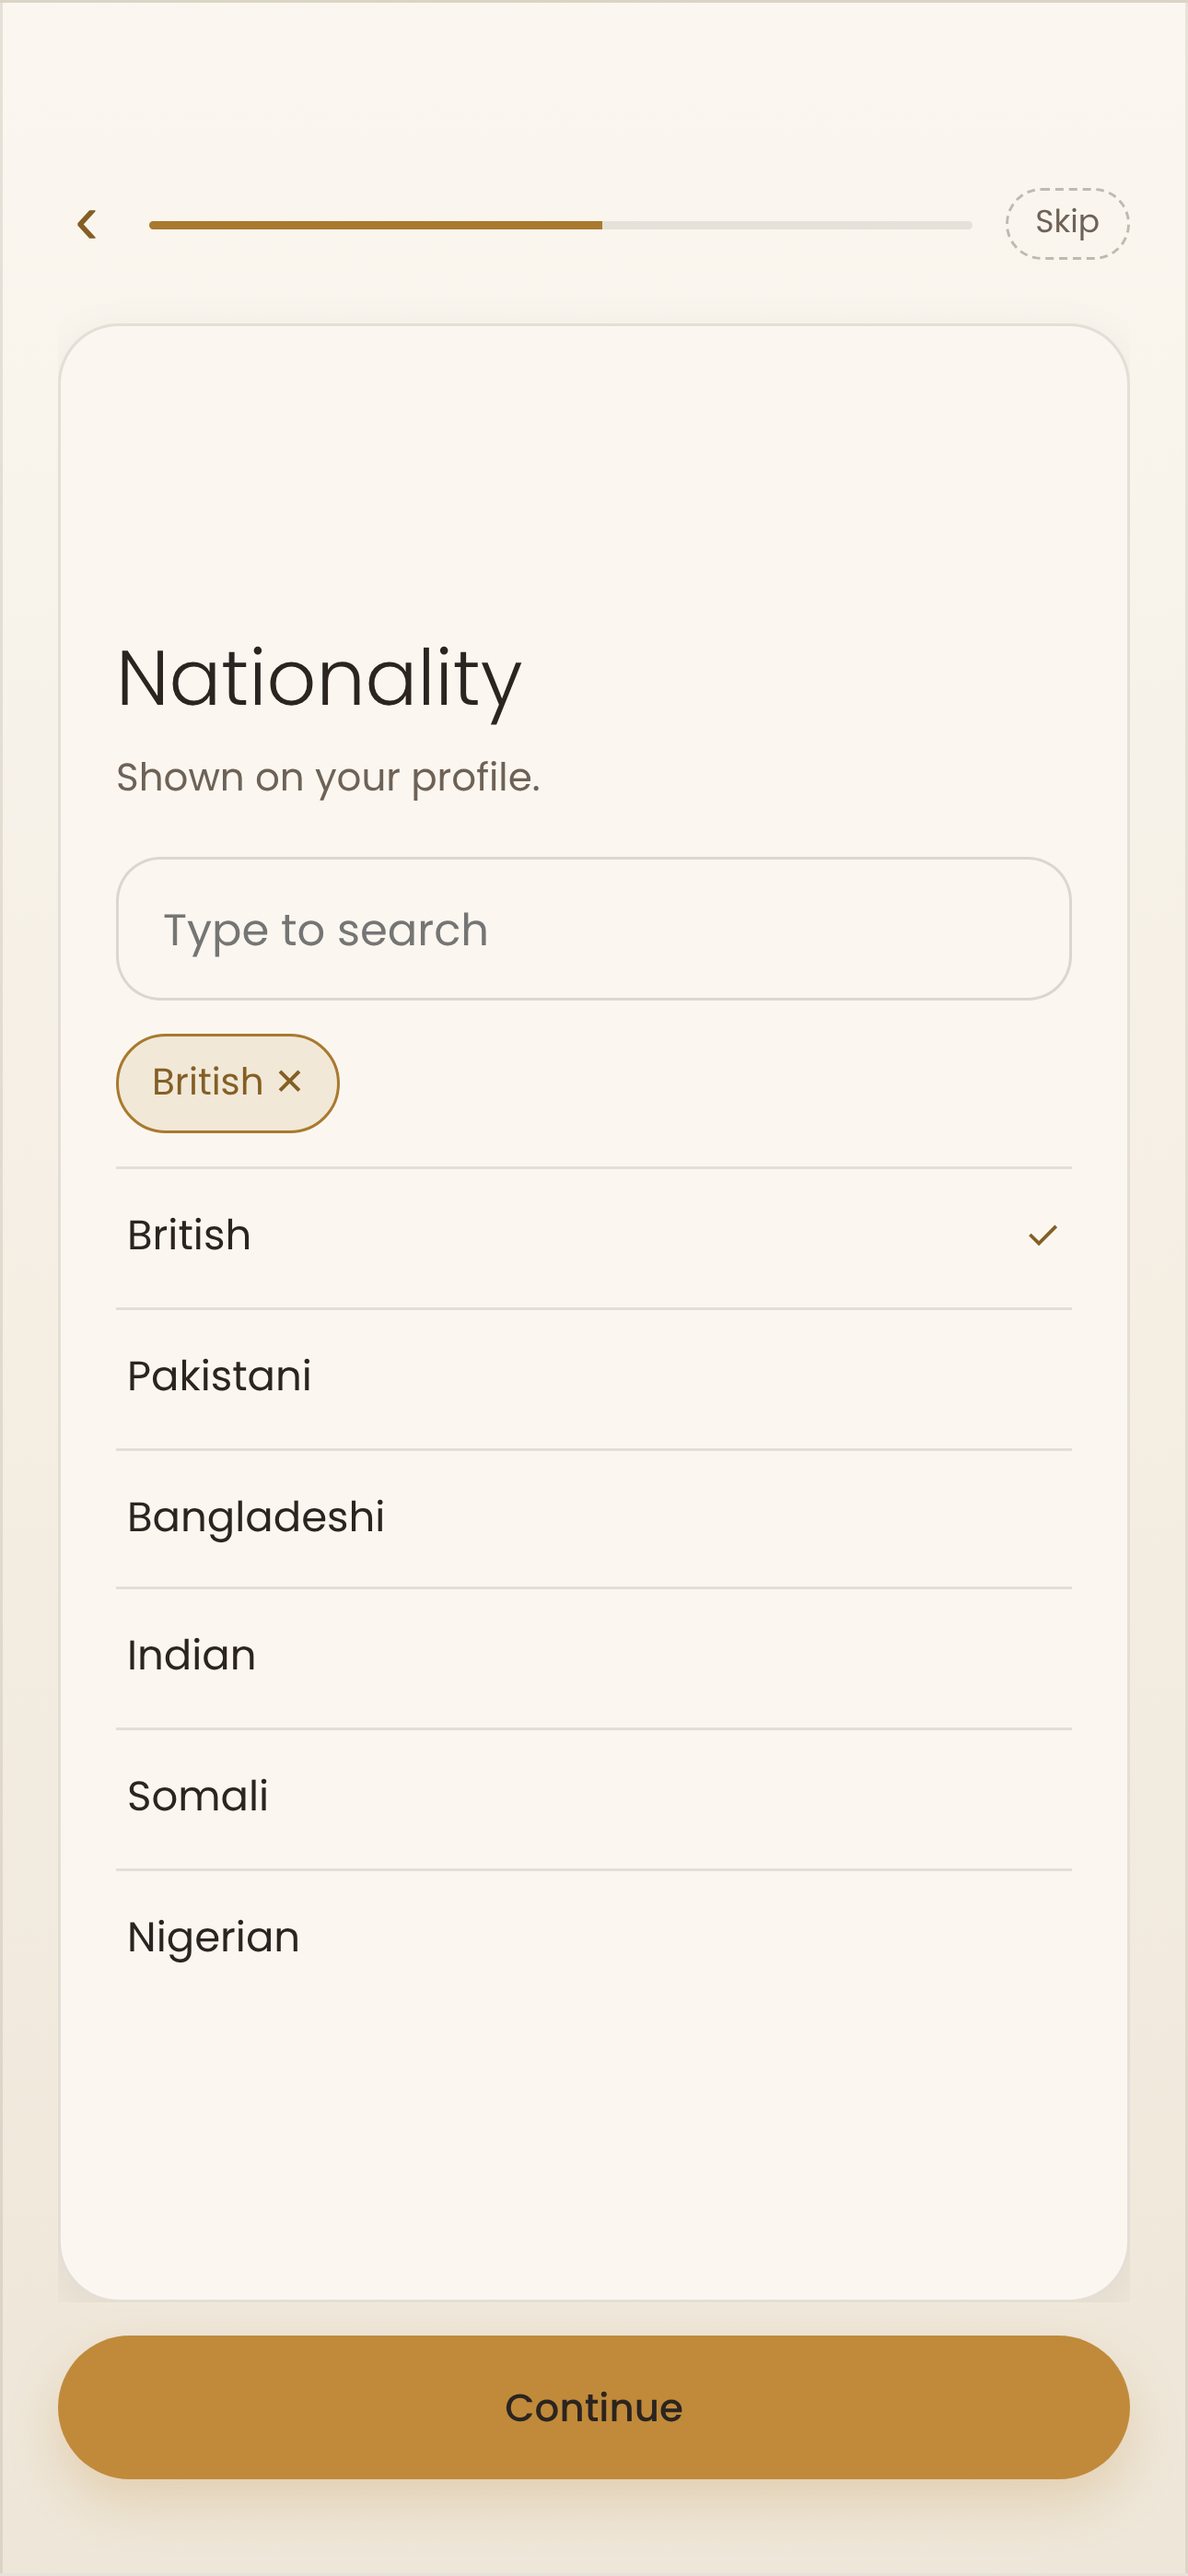 Skip
Nationality
Shown on your profile.
Type to search
British ✕
British ✓
Pakistani
Bangladeshi
Indian
Somali
Nigerian
Continue